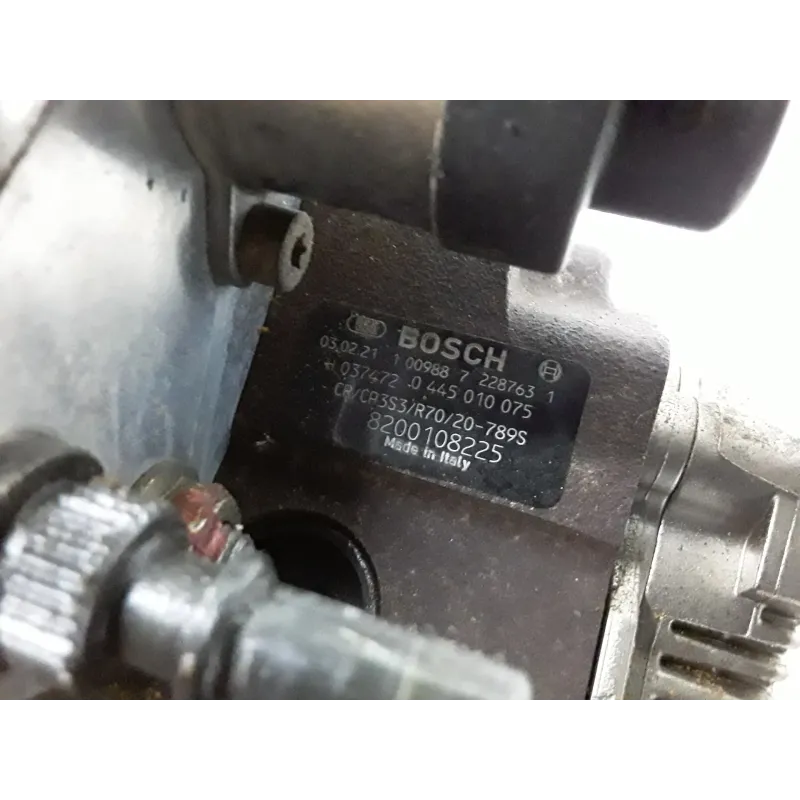 BOSCH
03.02.21 1 00988 7 228763 1
H 037472 0 445 010 075
CR/CP3S3/R70/20-789S
8200108225
Made in Italy